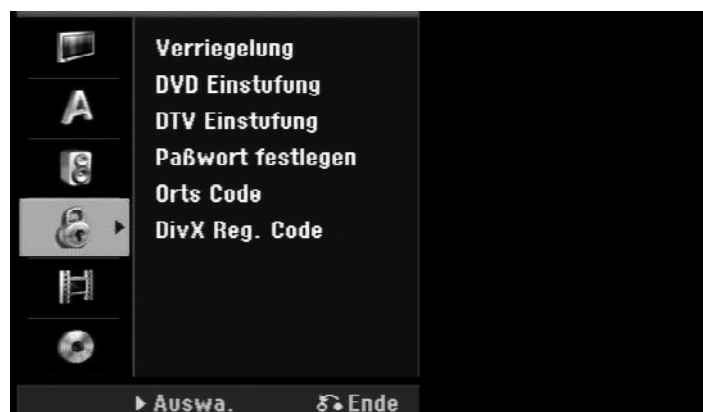 Verriegelung
DVD Einstufung
DTV Einstufung
Paßwort festlegen
Orts Code
DivX Reg. Code
Auswa. Ende